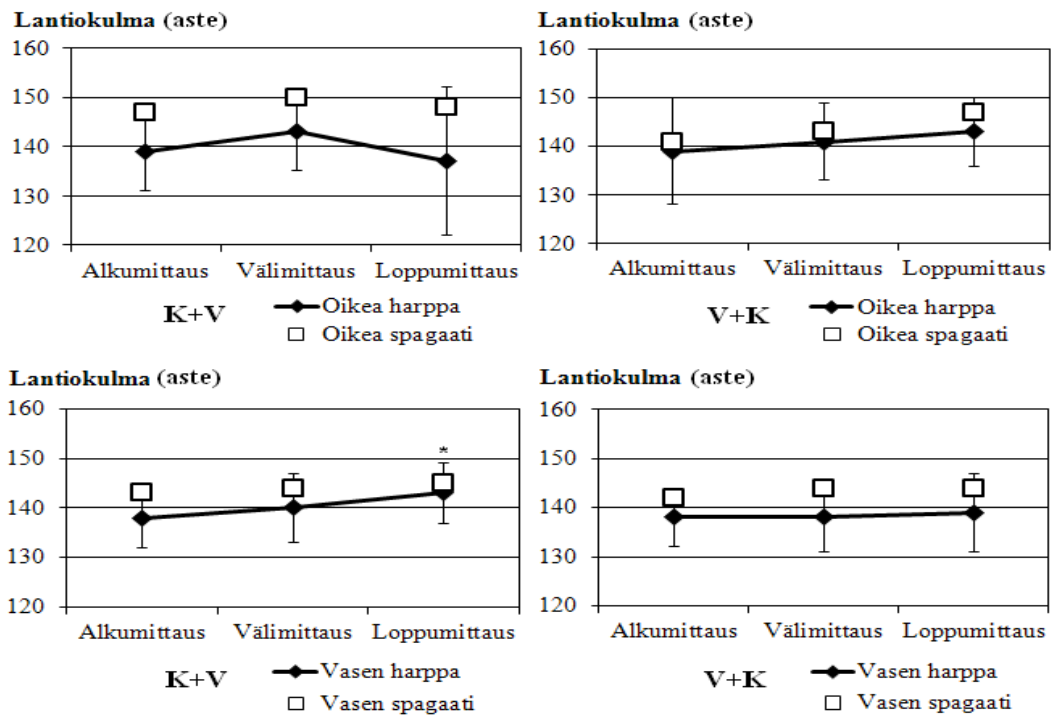 Lantiokulma (aste)
160
150
140
130
120
Alkumittaus Välimittaus Loppumittaus
K+V
Oikea harppa
Oikea spagaati
Lantiokulma (aste)
160
150
140
130
120
Alkumittaus Välimittaus Loppumittaus
V+K
Oikea harppa
Oikea spagaati
Lantiokulma (aste)
160
150
140
130
120
*
Alkumittaus Välimittaus Loppumittaus
K+V
Vasen harppa
Vasen spagaati
Lantiokulma (aste)
160
150
140
130
120
Alkumittaus Välimittaus Loppumittaus
V+K
Vasen harppa
Vasen spagaati